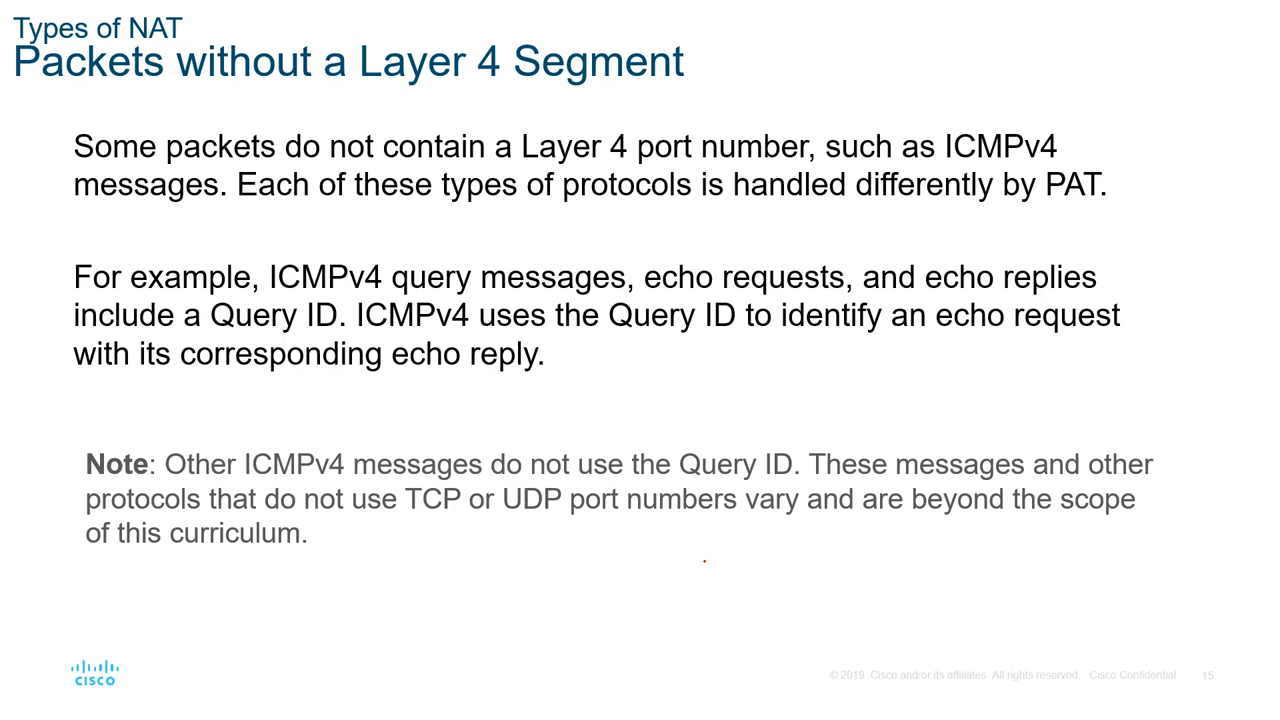 Types of NAT
Packets without a Layer 4 Segment
Some packets do not contain a Layer 4 port number, such as ICMPv4
messages. Each of these types of protocols is handled differently by PAT.
For example, ICMPv4 query messages, echo requests, and echo replies
include a Query ID. ICMPv4 uses the Query ID to identify an echo request
with its corresponding echo reply.
Note: Other ICMPv4 messages do not use the Query ID. These messages and other
protocols that do not use TCP or UDP port numbers vary and are beyond the scope
of this curriculum.
CISCO
© 2019 Cisco and/or its affiliates. All rights reserved. Cisco Confidential 15